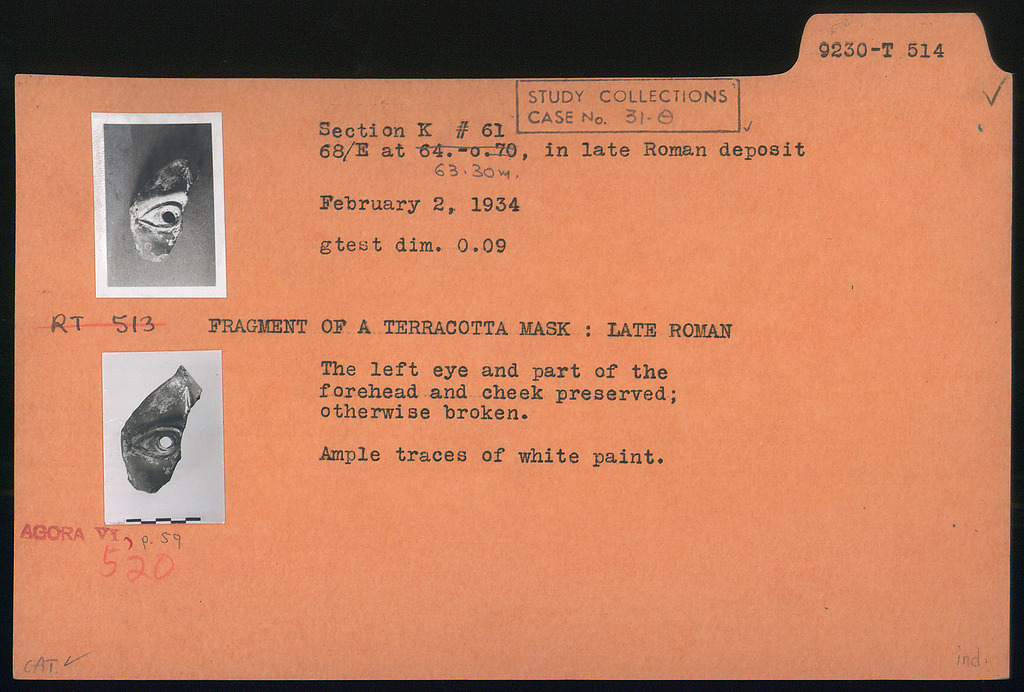 9230-T 514
STUDY COLLECTIONS
CASE No. 31-Θ
Section K # 61
68/E at 64.-0.70, in late Roman deposit
63.30m.
February 2, 1934
gtest dim. 0.09
RT 513
FRAGMENT OF A TERRACOTTA MASK : LATE ROMAN
The left eye and part of the
forehead and cheek preserved;
otherwise broken.
Ample traces of white paint.
AGORA VI, p. 59
520
CAT. ✓
ind.